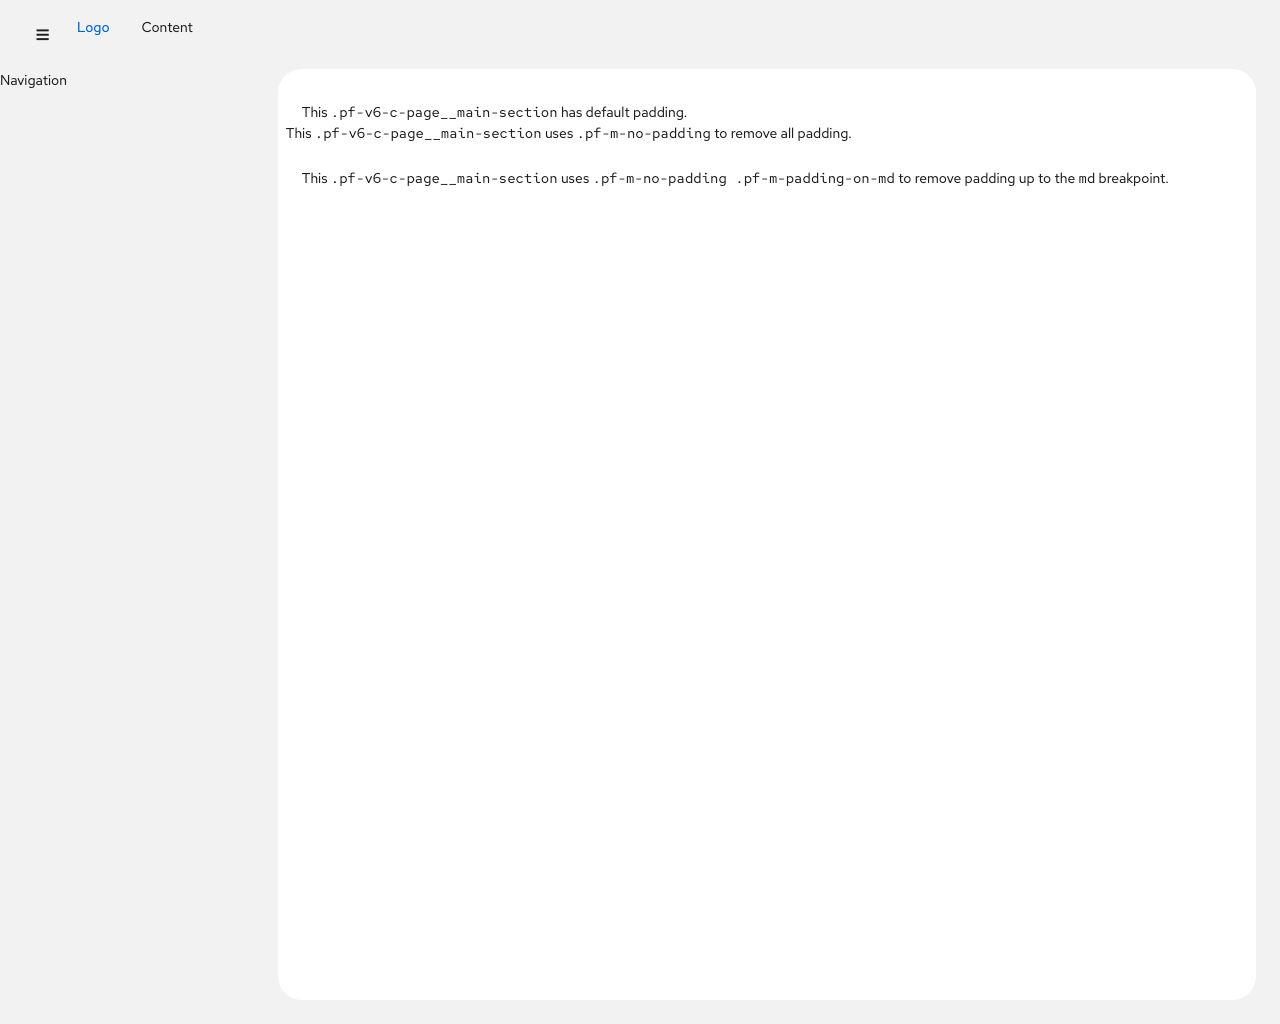 Logo Content
Navigation
This .pf-v6-c-page__main-section has default padding.
This .pf-v6-c-page__main-section uses .pf-m-no-padding to remove all padding.
This .pf-v6-c-page__main-section uses .pf-m-no-padding .pf-m-padding-on-md to remove padding up to the md breakpoint.